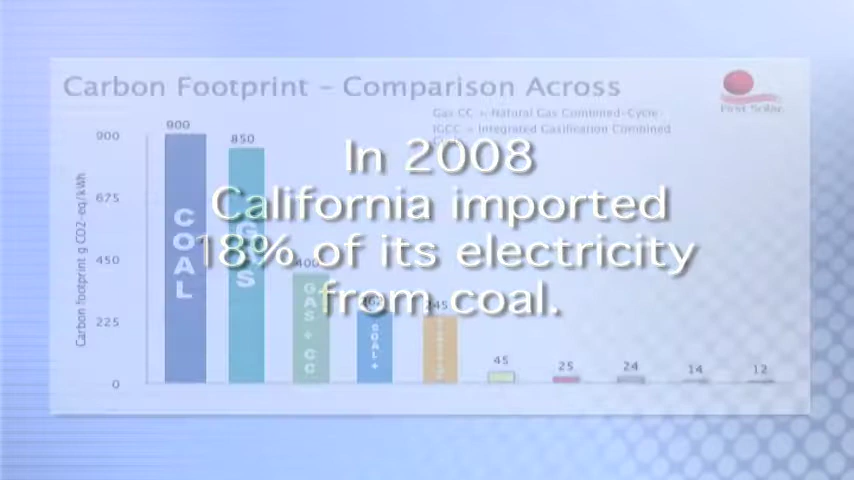 Carbon Footprint – Comparison Across
First Solar
Gas CC = Natural Gas Combined-Cycle
IGCC = Integrated Gasification Combined
In 2008
California imported
18% of its electricity
from coal.
Carbon footprint g CO2-eq/kWh
900
675
450
225
0
900
COAL
850
400
GAS + CC
COAL+
245
45
25
24
14
12